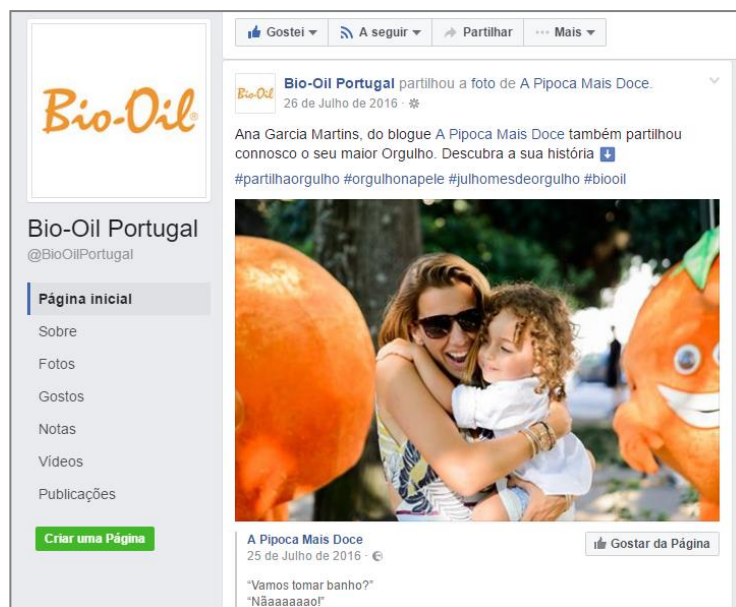 Bio-Oil®
Bio-Oil Portugal
@BioOilPortugal
Página inicial
Sobre
Fotos
Gostos
Notas
Vídeos
Publicações
Criar uma Página
Gostei A seguir Partilhar ··· Mais
Bio-Oil
Bio-Oil Portugal partilhou a foto de A Pipoca Mais Doce.
26 de Julho de 2016 ·
Ana Garcia Martins, do blogue A Pipoca Mais Doce também partilhou
connosco o seu maior Orgulho. Descubra a sua história
#partilhaorgulho #orgulhonapele #julhomesdeorgulho #biooil
A Pipoca Mais Doce
25 de Julho de 2016 ·
Gostar da Página
“Vamos tomar banho?”
“Nãaaaaaao!”